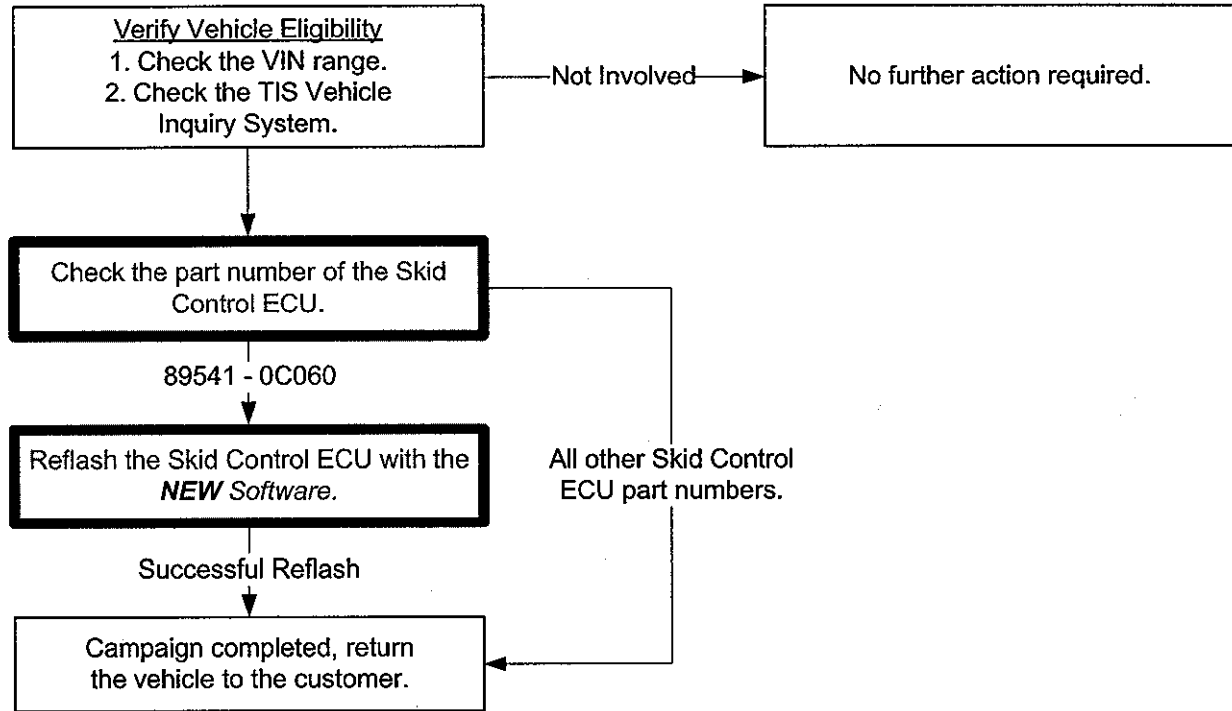 Verify Vehicle Eligibility
1. Check the VIN range.
2. Check the TIS Vehicle
Inquiry System.
Not Involved
No further action required.
Check the part number of the Skid
Control ECU.
89541 - 0C060
Reflash the Skid Control ECU with the
NEW Software.
All other Skid Control
ECU part numbers.
Successful Reflash
Campaign completed, return
the vehicle to the customer.